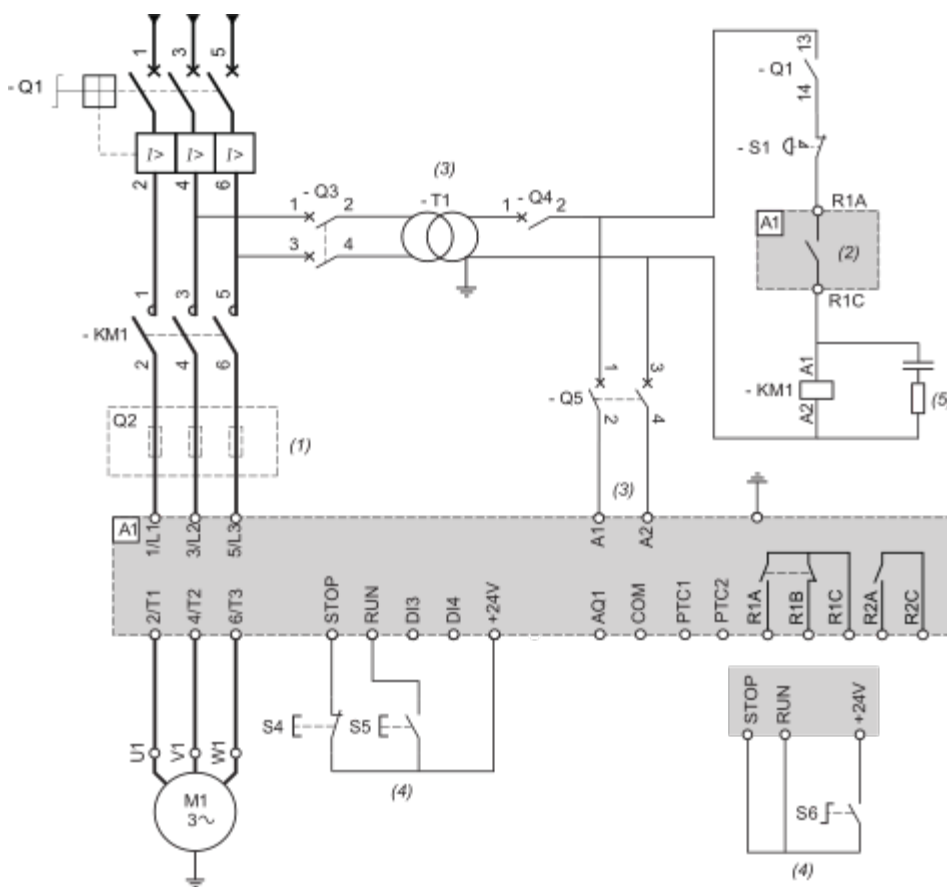 1 3 5
- Q1
I> I> I>
2 4 6
(3)
1 - Q3 2
- T1
1 - Q4 2
3 4
13
- Q1
14
- S1
R1A
A1
(2)
R1C
1 3 5
- KM1
2 4 6
A1
- KM1
A2
(5)
1 3
- Q5
2 4
Q2
(1)
(3)
A1
1/L1 3/L2 5/L3
A1 A2
2/T1 4/T2 6/T3
STOP RUN DI3 DI4 +24V
AQ1 COM PTC1 PTC2 R1A R1B R1C R2A R2C
S4 S5
(4)
U1 V1 W1
M1
3~
STOP RUN +24V
S6
(4)